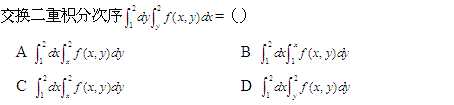 交换二重积分次序∫₁²dy∫ᵧ²f(x,y)dx=（）
A ∫₁²dx∫ₓ²f(x,y)dy B ∫₁²dx∫₁ˣf(x,y)dy
C ∫₁²dx∫ₓ²f(x,y)dy D ∫₁²dx∫ᵧ²f(x,y)dy